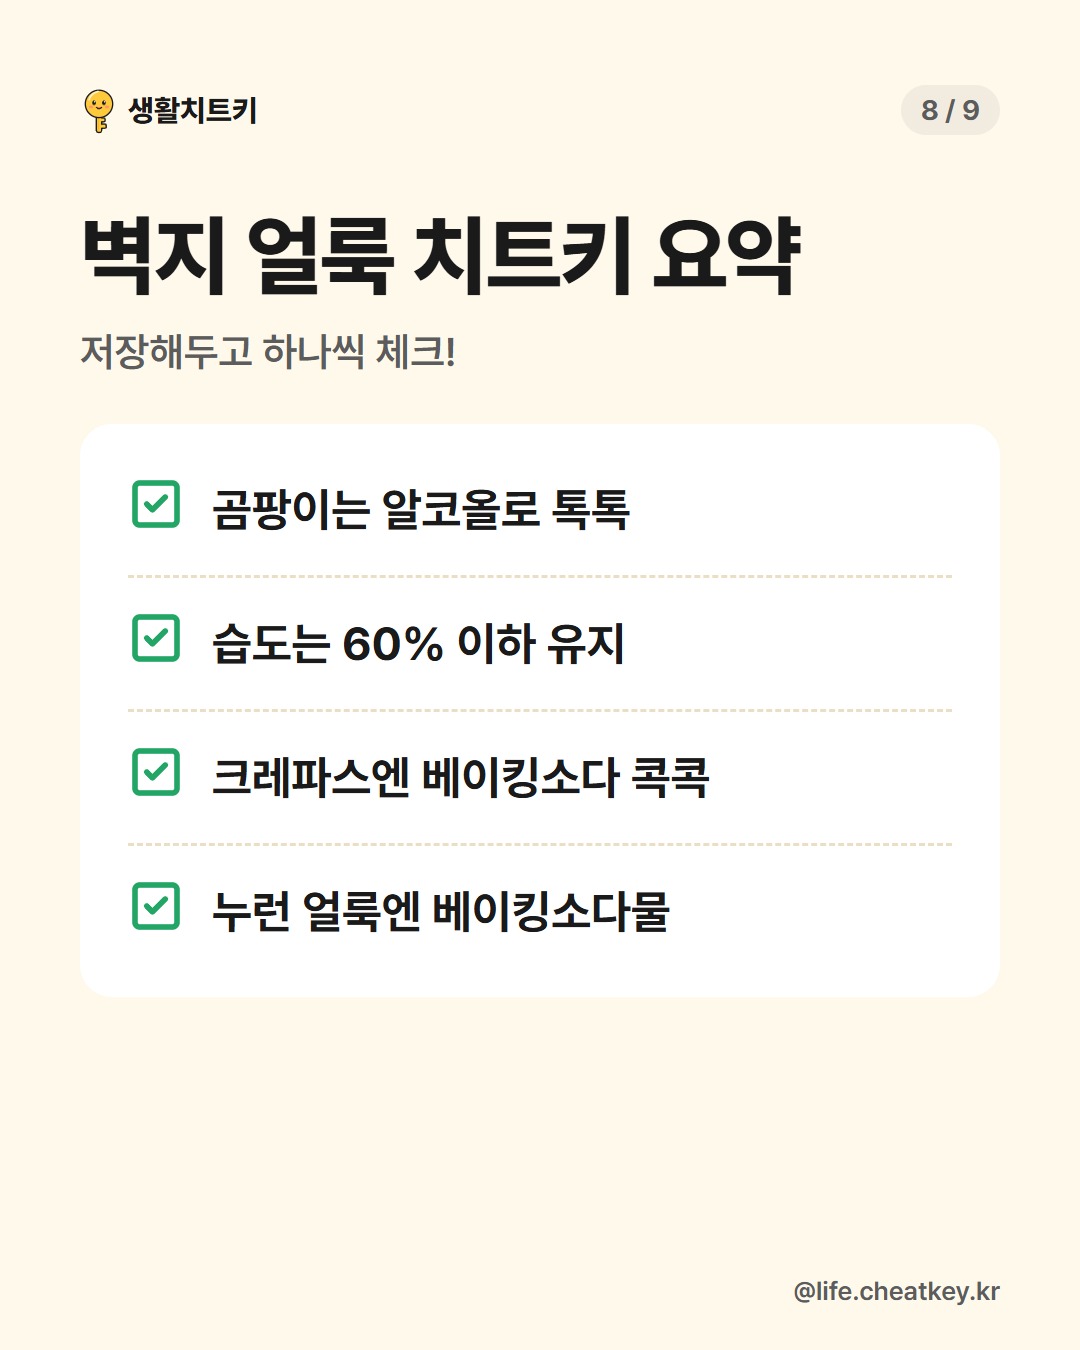 생활치트키
8 / 9
벽지 얼룩 치트키 요약
저장해두고 하나씩 체크!
곰팡이는 알코올로 톡톡
습도는 60% 이하 유지
크레파스엔 베이킹소다 콕콕
누런 얼룩엔 베이킹소다물
@life.cheatkey.kr